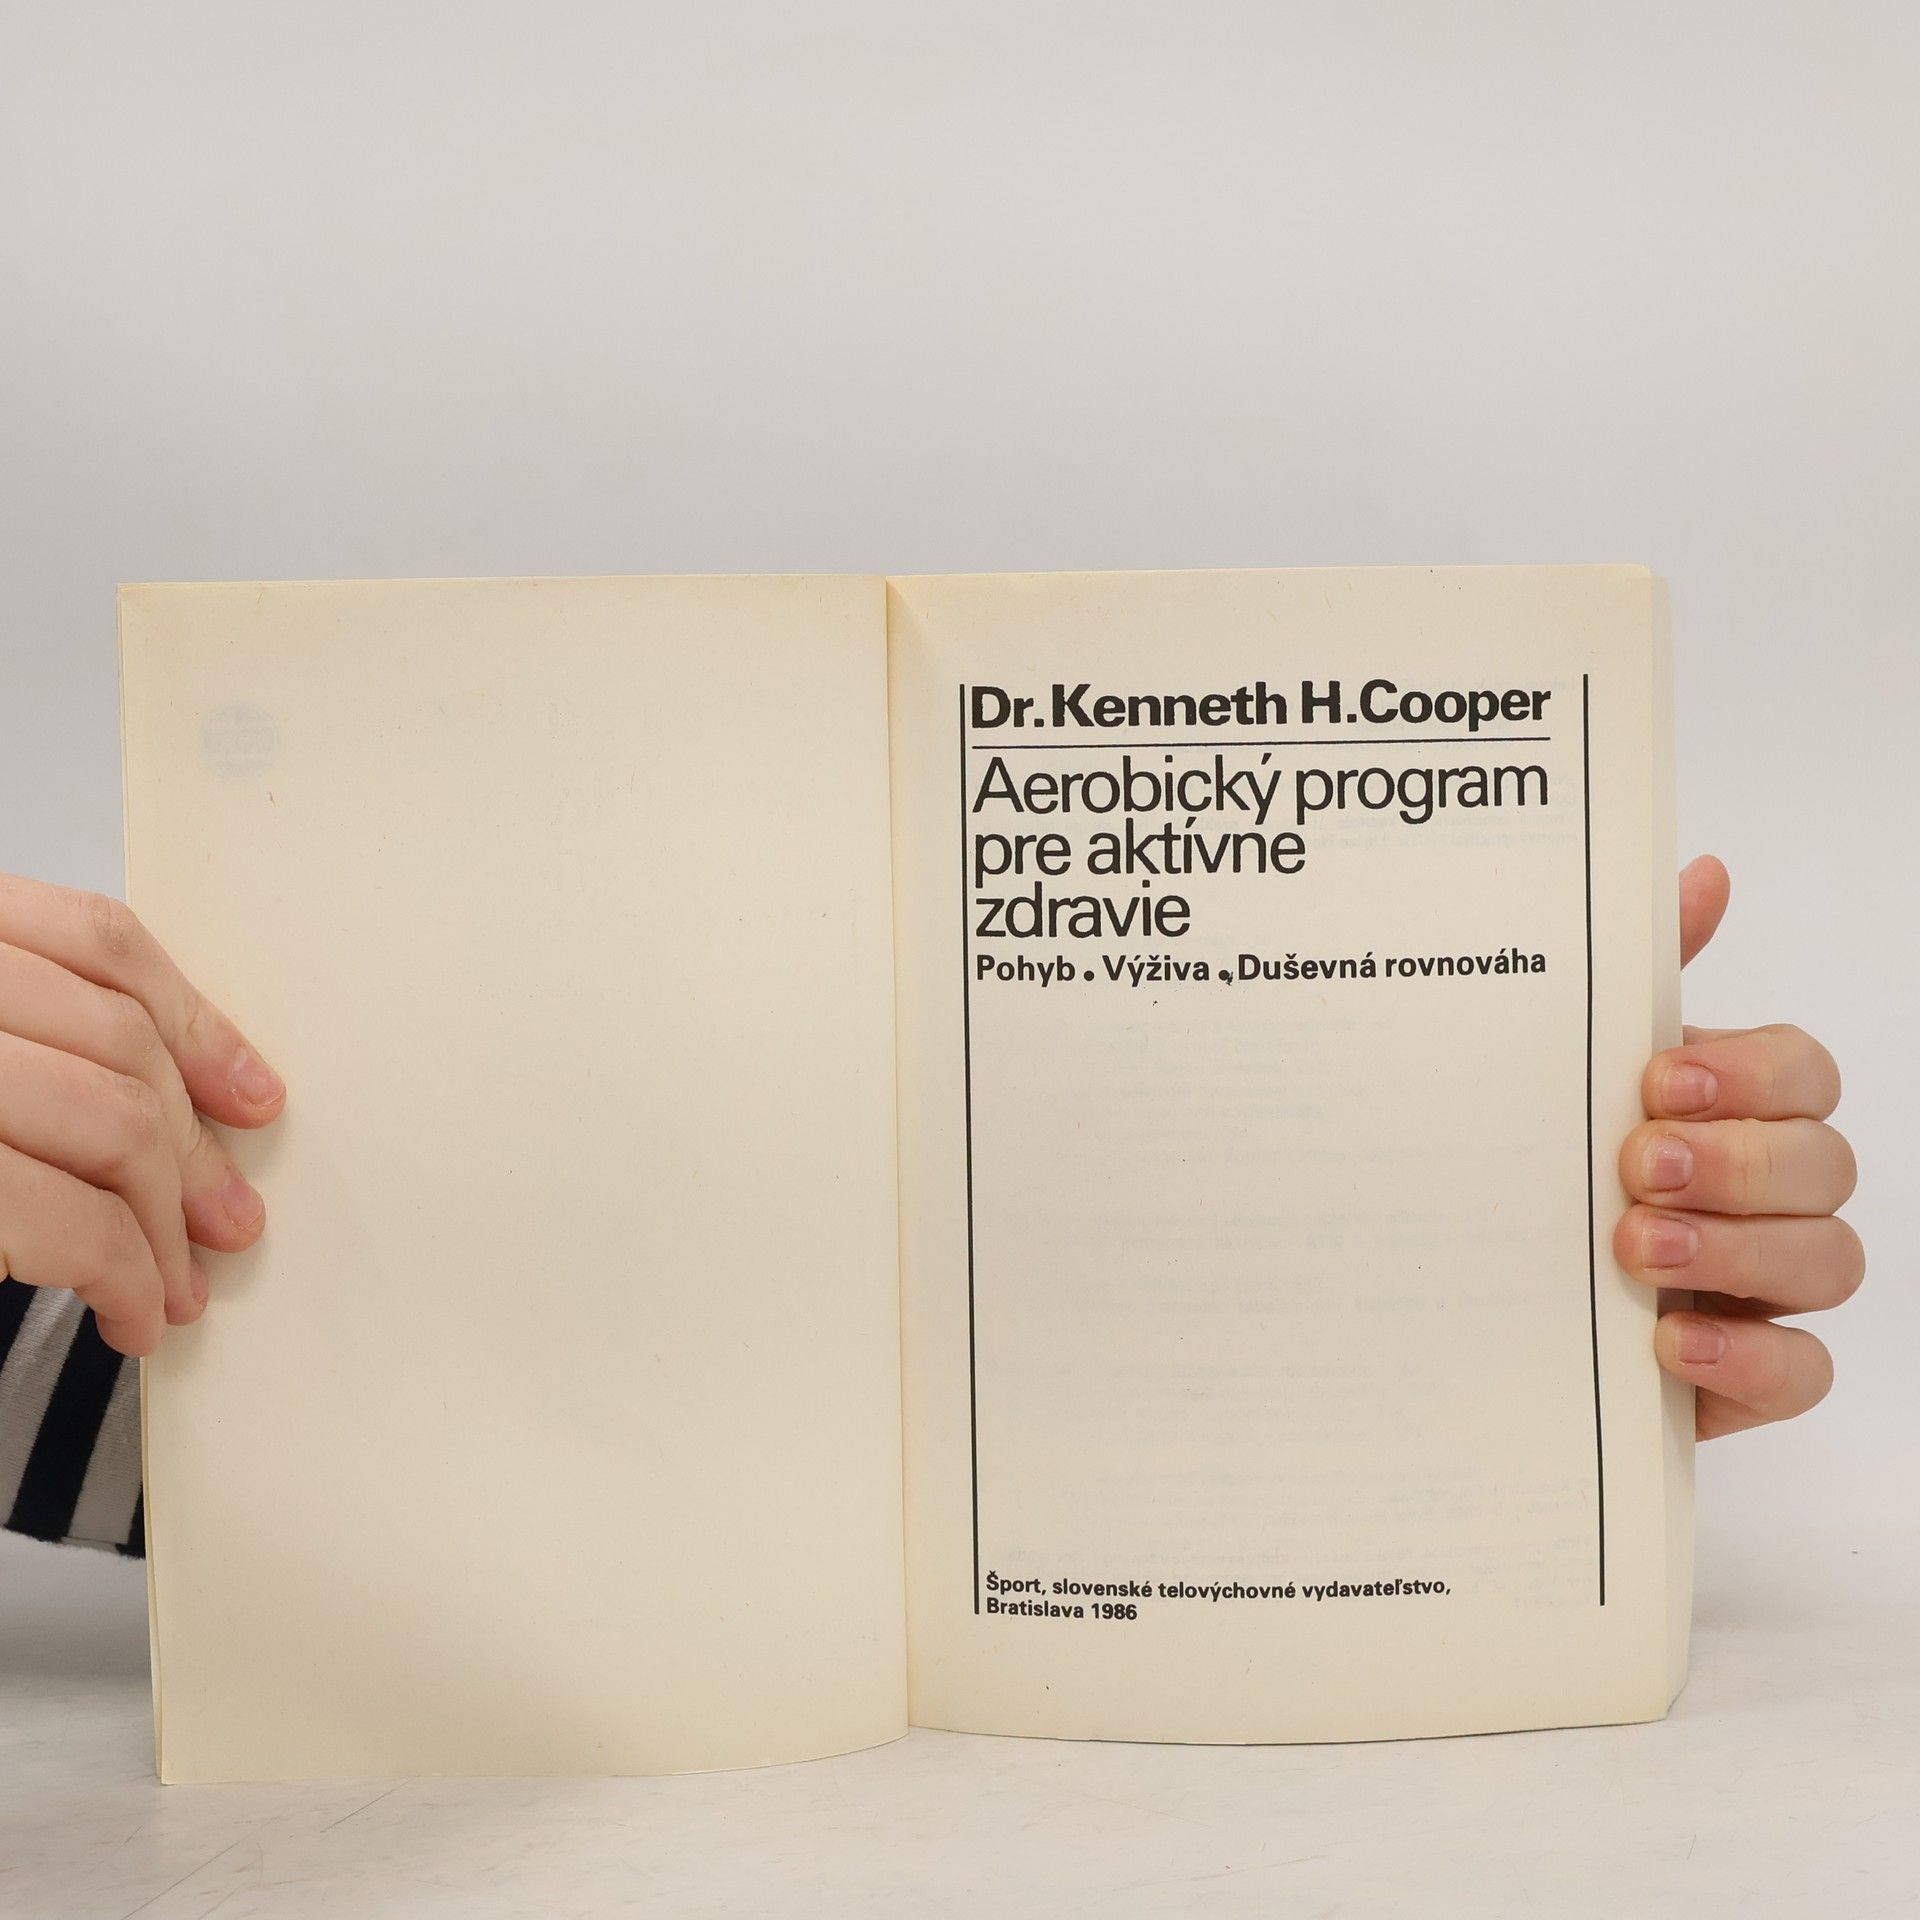 Dr. Kenneth H. Cooper
Aerobický program
pre aktívne
zdravie
Pohyb • Výživa • Duševná rovnováha
Šport, slovenské telovýchovné vydavateľstvo,
Bratislava 1986